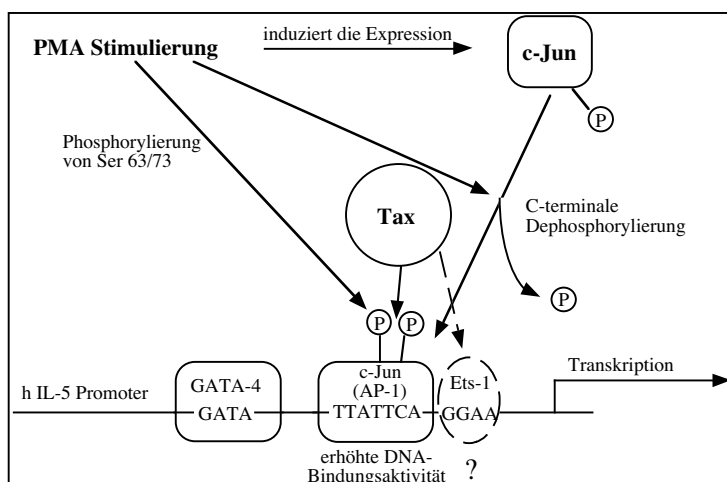 induziert die Expression
PMA Stimulierung
c-Jun
P
Phosphorylierung
von Ser 63/73
Tax
C-terminale
Dephosphorylierung
P
P
P
h IL-5 Promoter
GATA-4
GATA
c-Jun
(AP-1)
TTATTCA
Ets-1
GGAA
Transkription
erhöhte DNA-
Bindungsaktivität
?